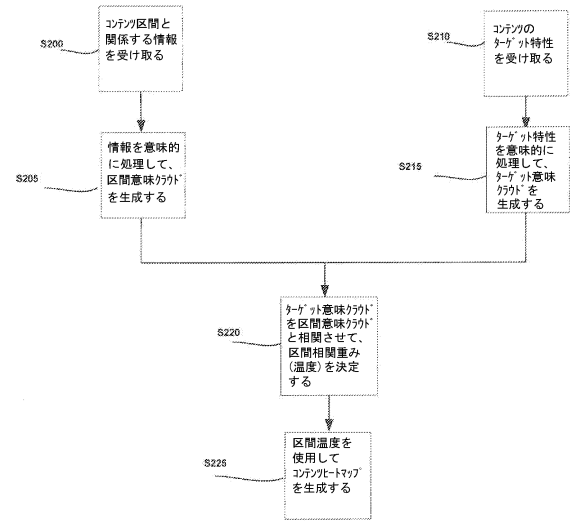 S200
ｺﾝﾃﾝﾂ区間と
関係する情報
を受け取る
S210
ｺﾝﾃﾝﾂの
ﾀｰｹﾞｯﾄ特性
を受け取る
S205
情報を意味的
に処理して、
区間意味ｸﾗｳﾄﾞ
を生成する
S215
ﾀｰｹﾞｯﾄ特性
を意味的に
処理して、
ﾀｰｹﾞｯﾄ意味
ｸﾗｳﾄﾞを
生成する
S220
ﾀｰｹﾞｯﾄ意味ｸﾗｳﾄﾞ
を区間意味ｸﾗｳﾄﾞ
と相関させて、
区間相関重み
(温度)を決定
する
S225
区間温度を
使用して
ｺﾝﾃﾝﾂﾋｰﾄﾏｯﾌﾟ
を生成する